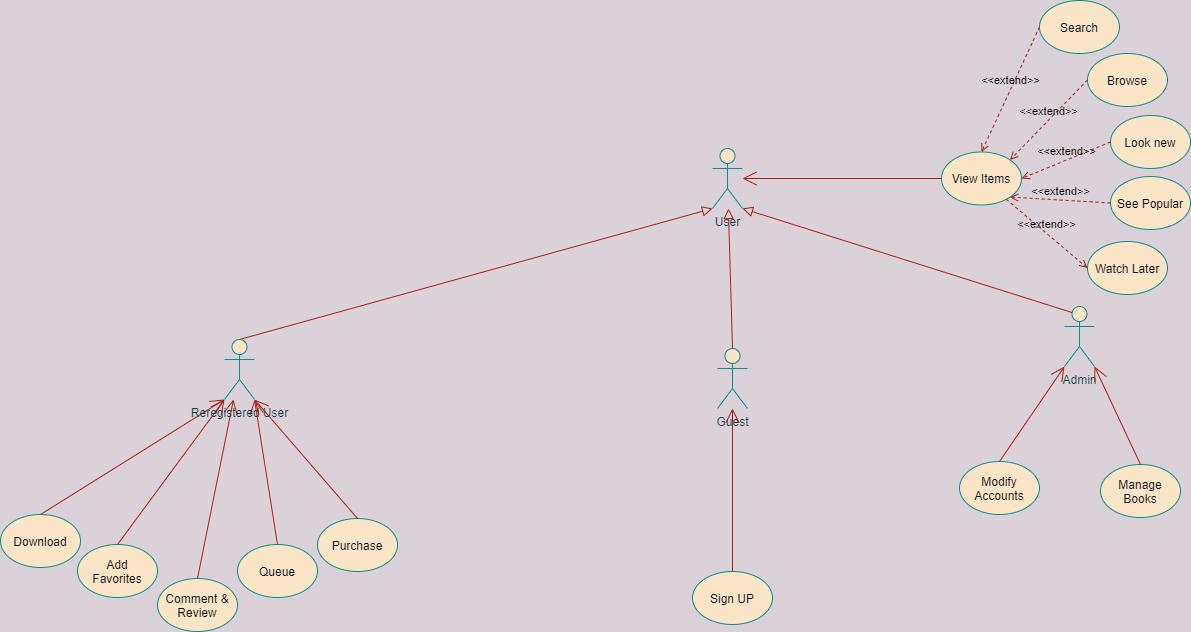 Search
<<extend>>
Browse
<<extend>>
Look new
<<extend>>
View Items
<<extend>>
See Popular
User
<<extend>>
Watch Later
Admin
Reregistered User
Guest
Modify
Accounts
Manage
Books
Download
Purchase
Add
Favorites
Queue
Comment &
Review
Sign UP